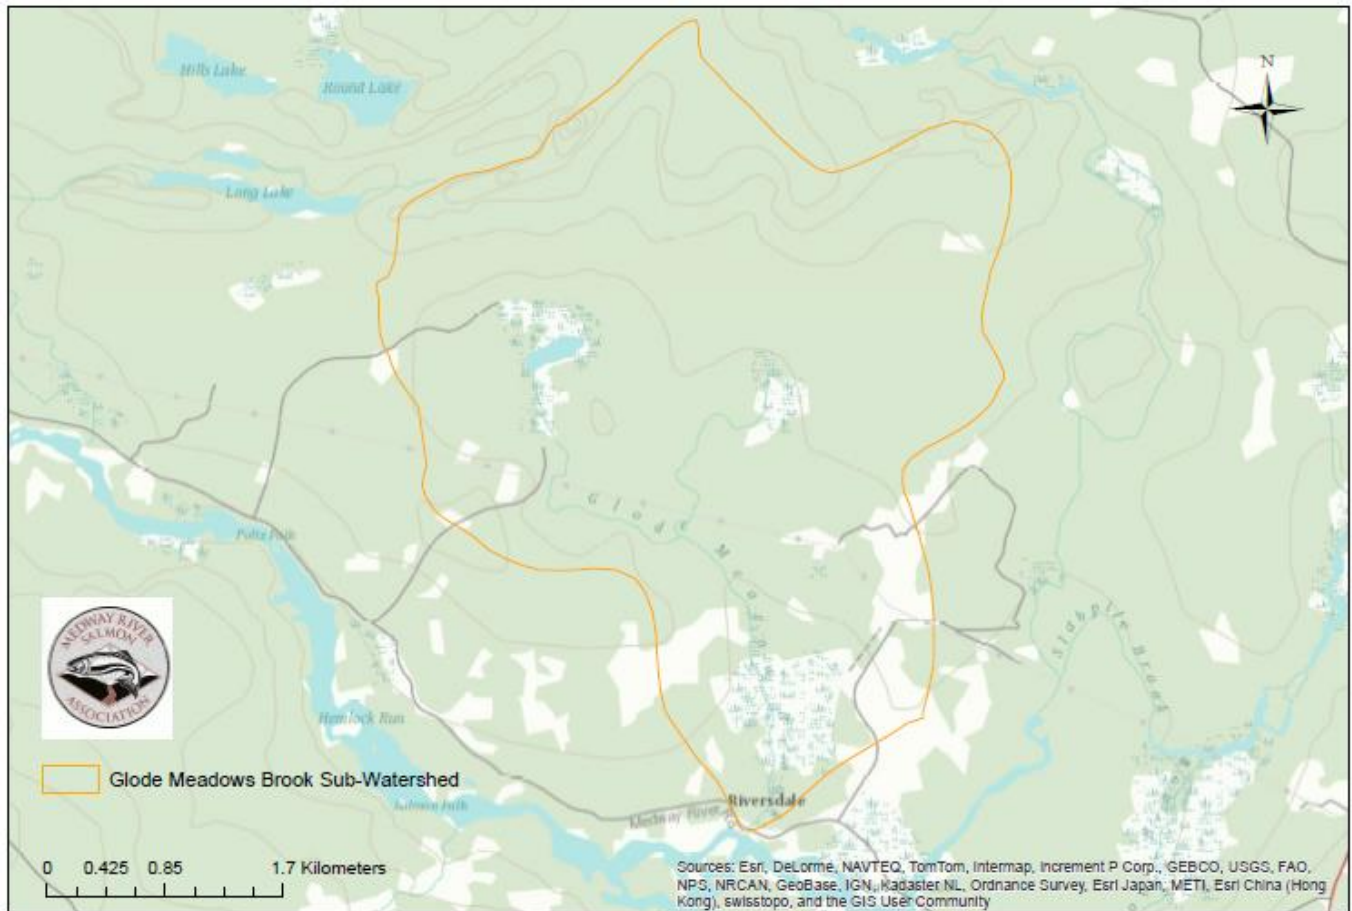 Hills Lake
Round Lake
N
Long Lake
Glode
Meadows
Potts Falls
Slabpile Brook
MEDWAY RIVER
SALMON
ASSOCIATION
Hemlock Run
Glode Meadows Brook Sub-Watershed
Salmon Falls
Riversdale
Medway River
0 0.425 0.85 1.7 Kilometers
Sources: Esri, DeLorme, NAVTEQ, TomTom, Intermap, increment P Corp., GEBCO, USGS, FAO,
NPS, NRCAN, GeoBase, IGN, Kadaster NL, Ordnance Survey, Esri Japan, METI, Esri China (Hong
Kong), swisstopo, and the GIS User Community